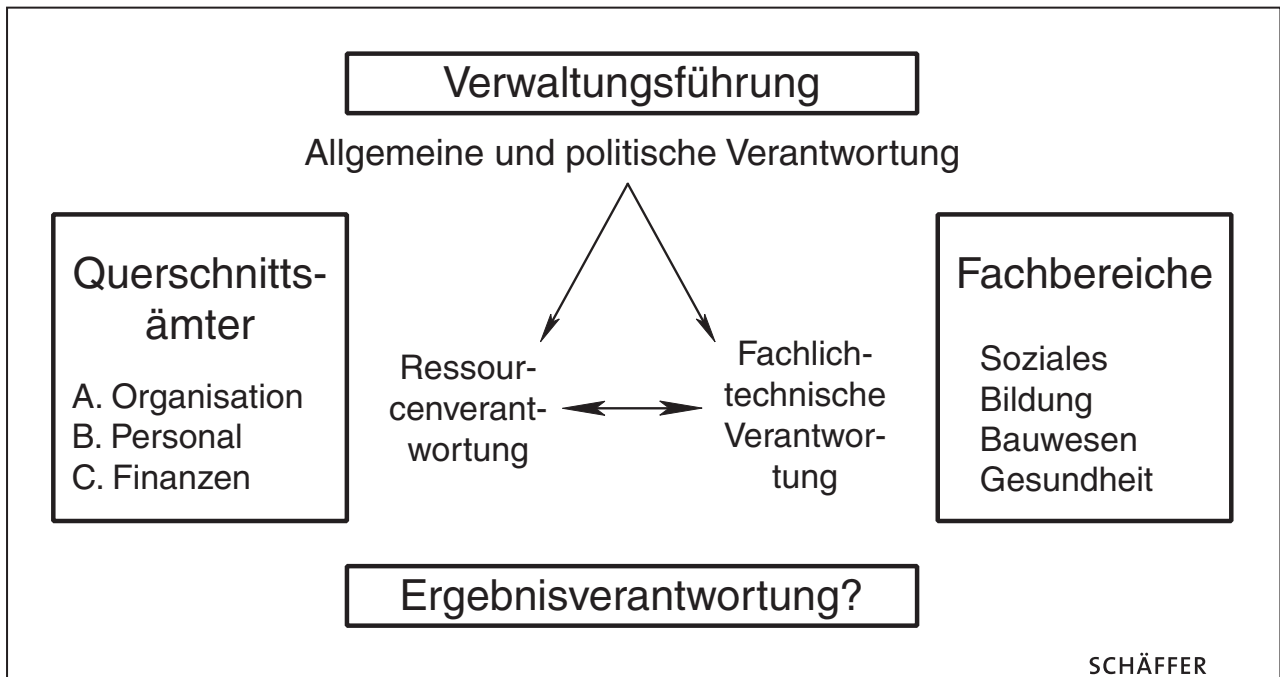 Verwaltungsführung
Allgemeine und politische Verantwortung
Querschnitts-
ämter
A. Organisation
B. Personal
C. Finanzen
Ressour-
cenverant-
wortung
Fachlich-
technische
Verantwor-
tung
Fachbereiche
Soziales
Bildung
Bauwesen
Gesundheit
Ergebnisverantwortung?
SCHÄFFER